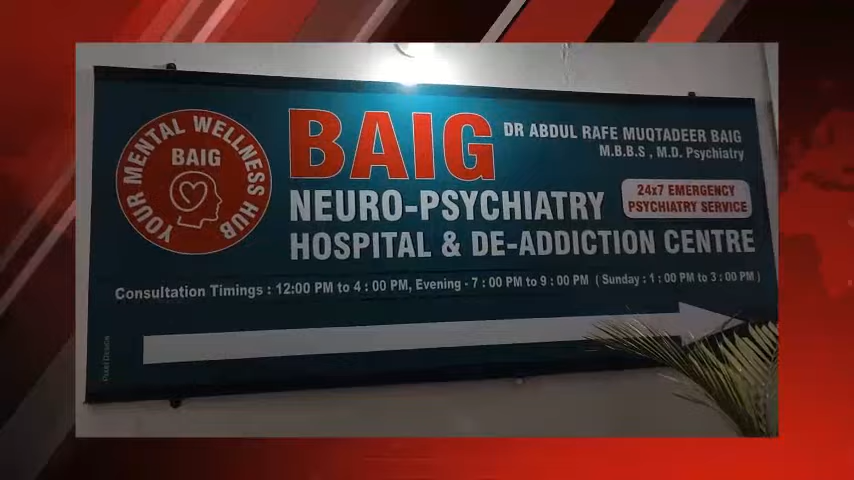 YOUR MENTAL WELLNESS HUB
BAIG
BAIG
DR ABDUL RAFE MUQTADEER BAIG
M.B.B.S , M.D. Psychiatry
NEURO-PSYCHIATRY
24x7 EMERGENCY
PSYCHIATRY SERVICE
HOSPITAL & DE-ADDICTION CENTRE
Consultation Timings : 12:00 PM to 4 : 00 PM, Evening - 7 : 00 PM to 9 : 00 PM ( Sunday : 1 : 00 PM to 3 : 00 PM )